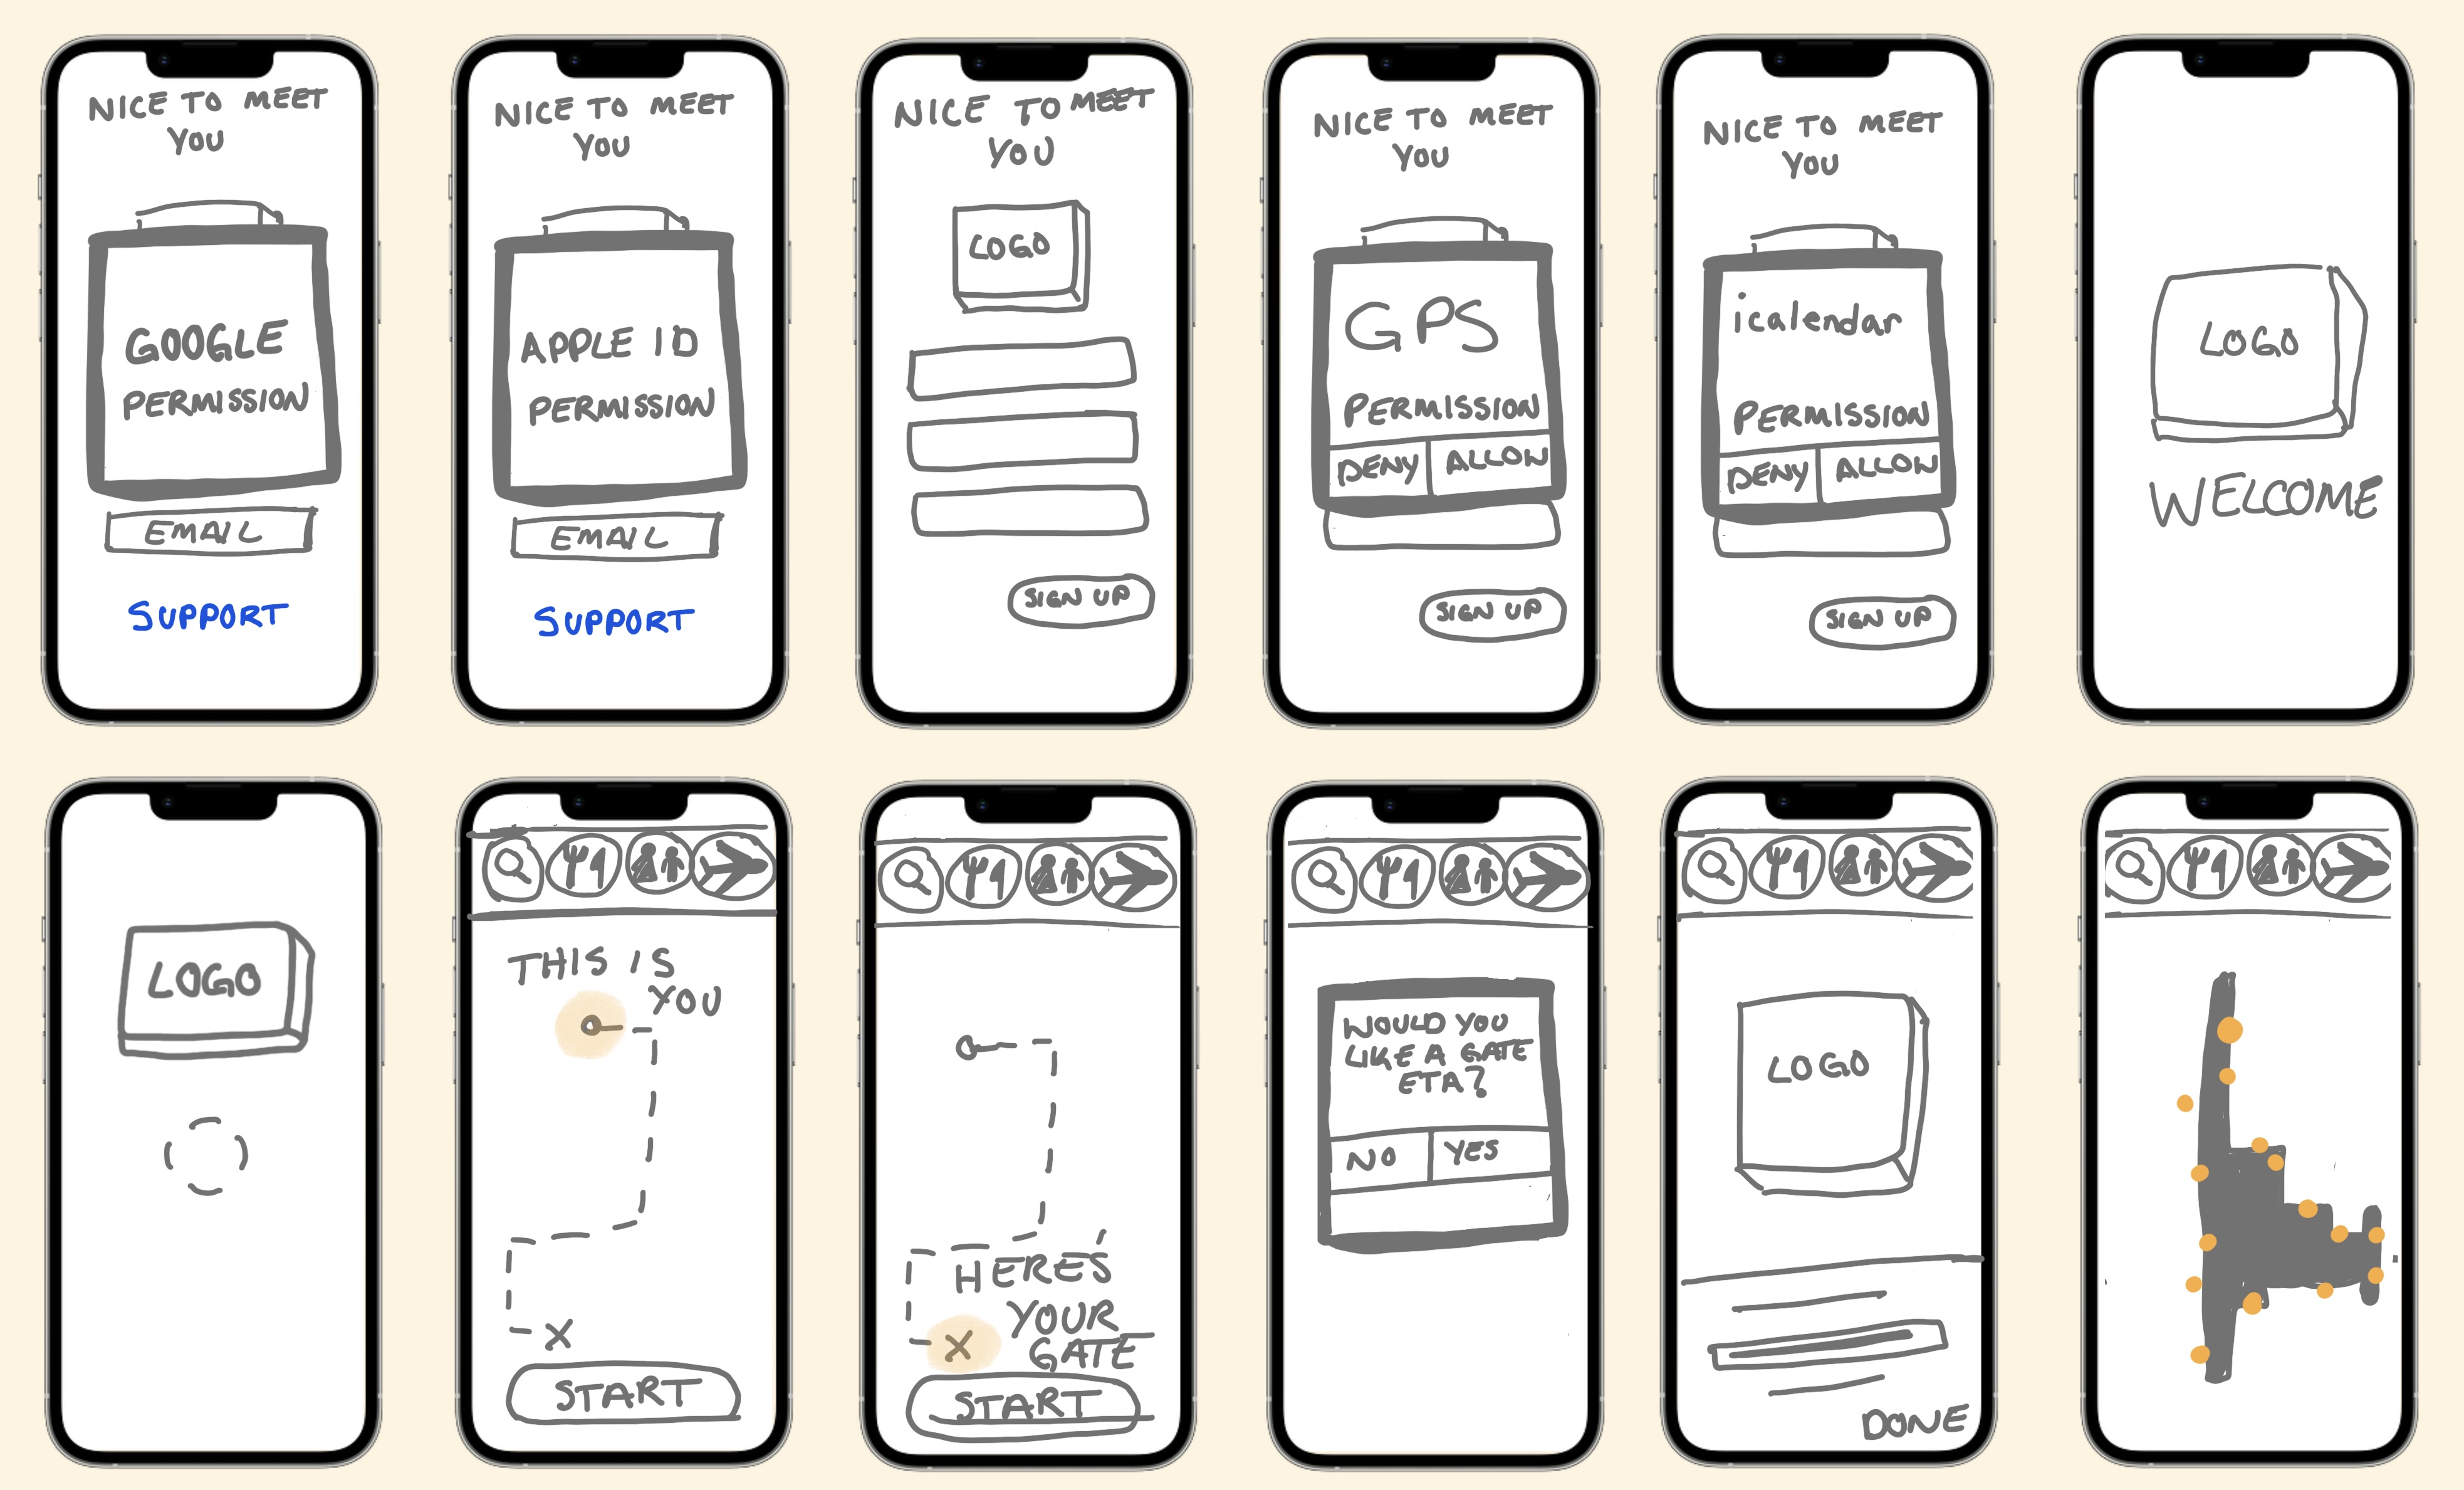 NICE TO MEET
YOU
GOOGLE
PERMISSION
EMAIL
SUPPORT
NICE TO MEET
YOU
APPLE ID
PERMISSION
EMAIL
SUPPORT
NICE TO MEET
YOU
LOGO
SIGN UP
NICE TO MEET
YOU
GPS
PERMISSION
DENY ALLOW
SIGN UP
NICE TO MEET
YOU
icalendar
PERMISSION
DENY ALLOW
SIGN UP
LOGO
WELCOME
LOGO
THIS IS
YOU
X
START
HERE'S
YOUR
X GATE
START
WOULD YOU
LIKE A GATE
ETA?
NO YES
LOGO
DONE